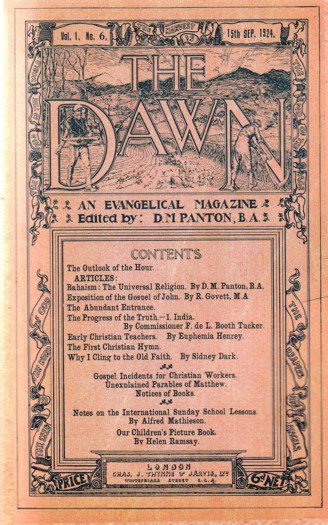 Vol. 1. No. 6.
HARVEST
15th SEP. 1924.
THE
DAWN
AN EVANGELICAL MAGAZINE
Edited by: D.M. PANTON, B.A.
CONTENTS
The Outlook of the Hour.
ARTICLES:
Bahaism: The Universal Religion. By D. M. Panton, B.A.
Exposition of the Gospel of John. By R. Govett. M.A
The Abundant Entrance.
The Progress of the Truth.—I. India.
By Commissioner F. de L. Booth Tucker.
Early Christian Teachers. By Euphemia Henrey.
The First Christian Hymn.
Why I Cling to the Old Faith. By Sidney Dark.
Gospel Incidents for Christian Workers.
Unexplained Parables of Matthew.
Notices of Books.
Notes on the International Sunday School Lessons.
By Alfred Mathieson.
Our Children's Picture Book.
By Helen Ramsay.
LONDON
CHAS. J. THYNNE & JARVIS, LTD
WHITEFRIARS STREET E.C.4.
PRICE
6D NET